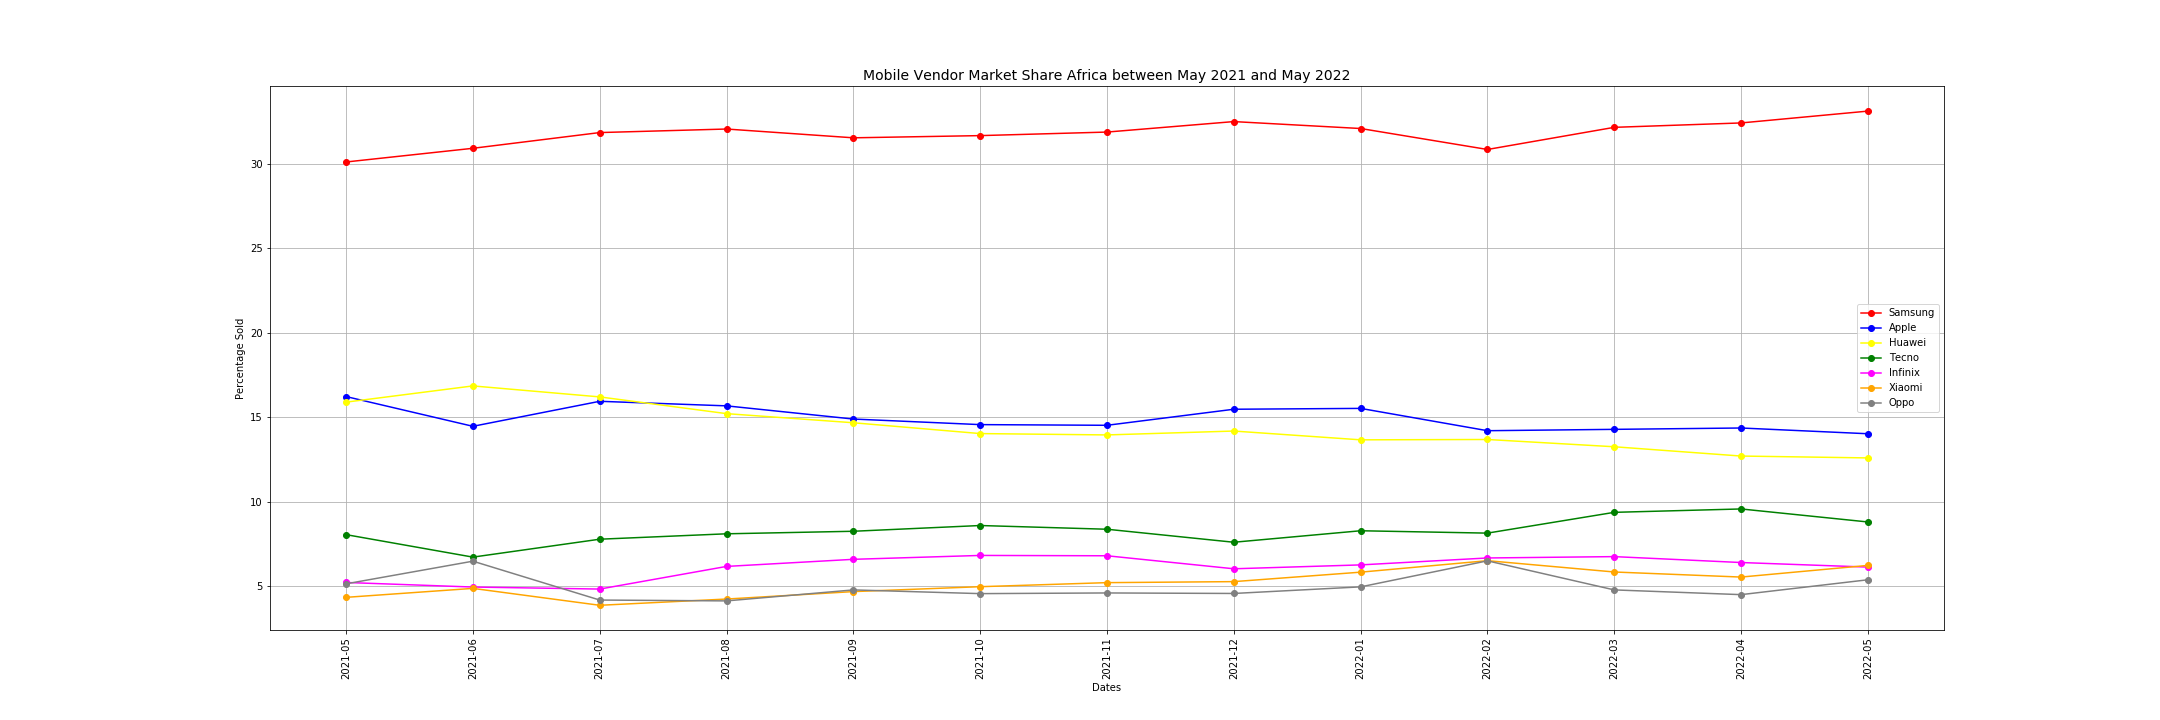 Mobile Vendor Market Share Africa between May 2021 and May 2022
Percentage Sold
30
25
20
15
10
5
Samsung
Apple
Huawei
Tecno
Infinix
Xiaomi
Oppo
2021-05
2021-06
2021-07
2021-08
2021-09
2021-10
2021-11
2021-12
2022-01
2022-02
2022-03
2022-04
2022-05
Dates